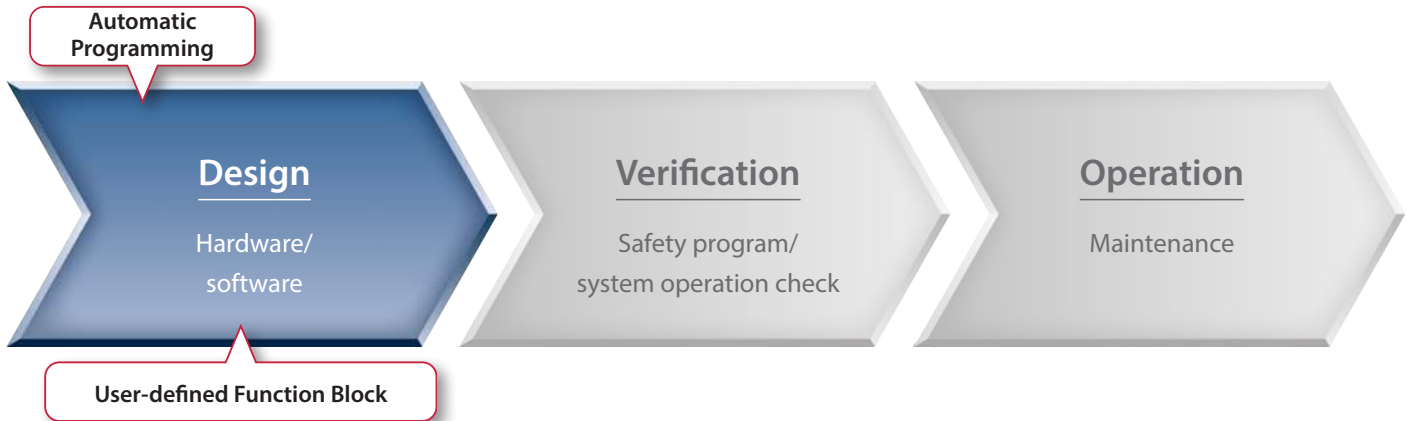 Automatic
Programming
Design
Hardware/
software
Verification
Safety program/
system operation check
Operation
Maintenance
User-defined Function Block